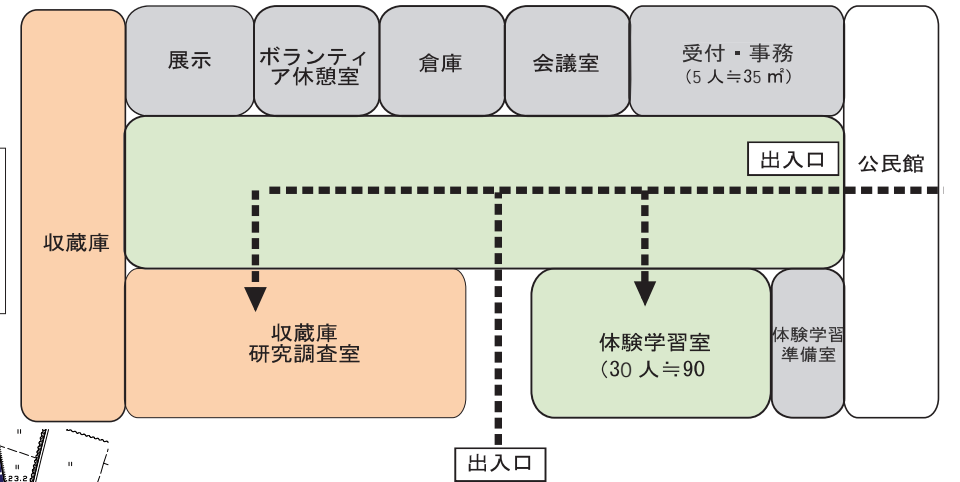 展示
ボランティ
ア休憩室
倉庫
会議室
受付・事務
(5 人≒35 ㎡)
出入口
公民館
収蔵庫
収蔵庫
研究調査室
体験学習室
(30 人≒90
体験学習
準備室
出入口
23.2